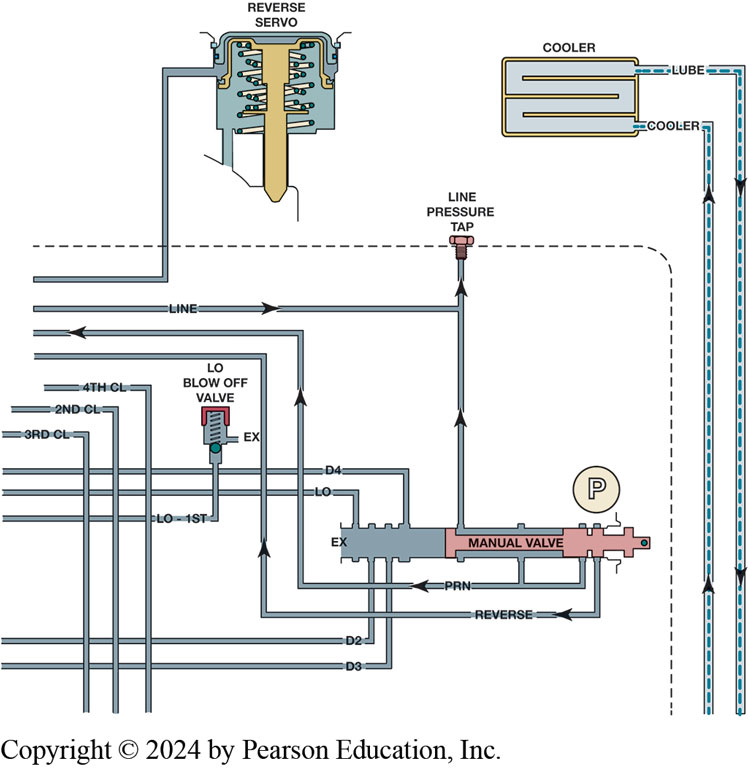 REVERSE
SERVO
COOLER
LUBE
COOLER
LINE
PRESSURE
TAP
LINE
LO
BLOW OFF
VALVE
4TH CL
2ND CL
EX
3RD CL
D4
P
LO
LO - 1ST
EX
MANUAL VALVE
PRN
REVERSE
D2
D3
Copyright © 2024 by Pearson Education, Inc.